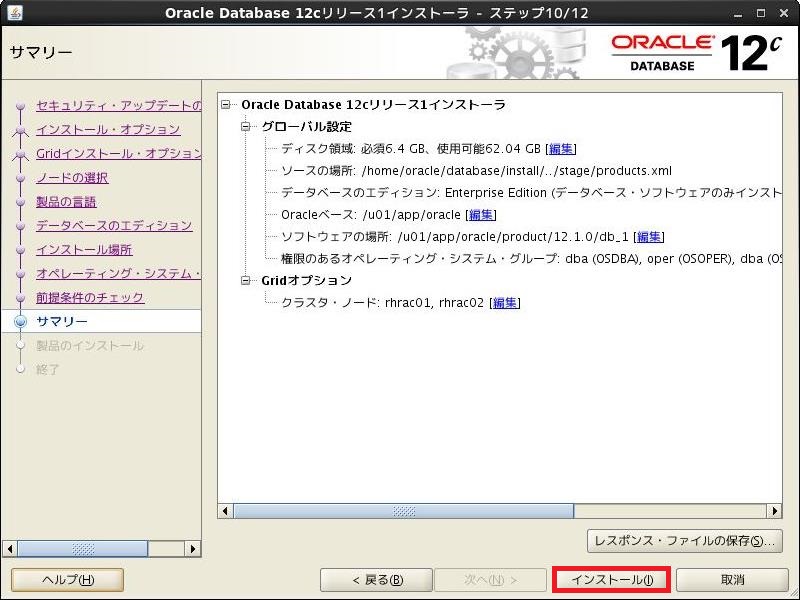 Oracle Database 12cリリース1インストーラ - ステップ10/12
サマリー
ORACLE
DATABASE
12c
セキュリティ・アップデートの
インストール・オプション
Gridインストール・オプション
ノードの選択
製品の言語
データベースのエディション
インストール場所
オペレーティング・システム・
前提条件のチェック
サマリー
製品のインストール
終了
Oracle Database 12cリリース1インストーラ
グローバル設定
ディスク領域: 必須6.4 GB、使用可能62.04 GB [編集]
ソースの場所: /home/oracle/database/install/../stage/products.xml
データベースのエディション: Enterprise Edition (データベース・ソフトウェアのみインスト
Oracleベース: /u01/app/oracle [編集]
ソフトウェアの場所: /u01/app/oracle/product/12.1.0/db_1 [編集]
権限のあるオペレーティング・システム・グループ: dba (OSDBA), oper (OSOPER), dba (OS
Gridオプション
クラスタ・ノード: rhrac01, rhrac02 [編集]
レスポンス・ファイルの保存(S)...
ヘルプ(H)
< 戻る(B)
次へ(N) >
インストール(I)
取消